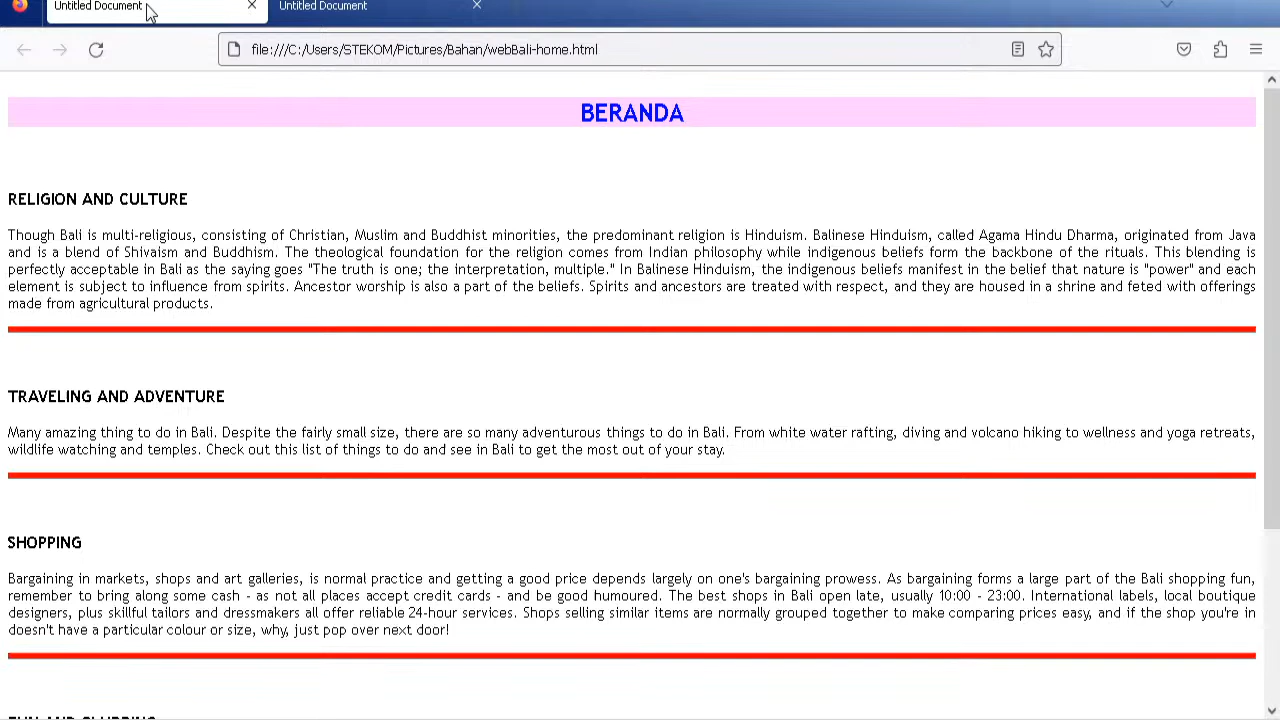 Untitled Document
Untitled Document
file:///C:/Users/STEKOM/Pictures/Bahan/webBali-home.html
BERANDA
RELIGION AND CULTURE
Though Bali is multi-religious, consisting of Christian, Muslim and Buddhist minorities, the predominant religion is Hinduism. Balinese Hinduism, called Agama Hindu Dharma, originated from Java
and is a blend of Shivaism and Buddhism. The theological foundation for the religion comes from Indian philosophy while indigenous beliefs form the backbone of the rituals. This blending is
perfectly acceptable in Bali as the saying goes "The truth is one; the interpretation, multiple." In Balinese Hinduism, the indigenous beliefs manifest in the belief that nature is "power" and each
element is subject to influence from spirits. Ancestor worship is also a part of the beliefs. Spirits and ancestors are treated with respect, and they are housed in a shrine and feted with offerings
made from agricultural products.
TRAVELING AND ADVENTURE
Many amazing thing to do in Bali. Despite the fairly small size, there are so many adventurous things to do in Bali. From white water rafting, diving and volcano hiking to wellness and yoga retreats,
wildlife watching and temples. Check out this list of things to do and see in Bali to get the most out of your stay.
SHOPPING
Bargaining in markets, shops and art galleries, is normal practice and getting a good price depends largely on one's bargaining prowess. As bargaining forms a large part of the Bali shopping fun,
remember to bring along some cash - as not all places accept credit cards - and be good humoured. The best shops in Bali open late, usually 10:00 - 23:00. International labels, local boutique
designers, plus skillful tailors and dressmakers all offer reliable 24-hour services. Shops selling similar items are normally grouped together to make comparing prices easy, and if the shop you're in
doesn't have a particular colour or size, why, just pop over next door!